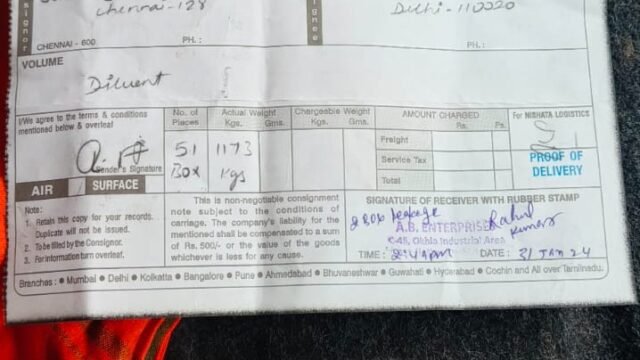 Consignor
Chennai-128
Consignee
Delhi - 110020
CHENNAI - 600
PH. :
PH. :
VOLUME
Diluent
I/We agree to the terms & conditions
mentioned below & overleaf
Sender's Signature
AIR / SURFACE
No. of
Pieces
51
Box
Actual Weight
Kgs. Gms.
1173
Kgs
Chargeable Weight
Kgs. Gms.
AMOUNT CHARGED
Rs. Ps.
Freight
Service Tax
Total
For NISHATA LOGISTICS
PROOF OF
DELIVERY
Note:
1. Retain this copy for your records.
Duplicate will not be issued.
2. To be filled by the Consignor.
3. For information turn overleaf.
This is non-negotiable consignment
note subject to the conditions of
carriage. The company's liability for the
mentioned shall be compensated to a sum
of Rs. 500/- or the value of the goods
whichever is less for any cause.
SIGNATURE OF RECEIVER WITH RUBBER STAMP
2 Box leakage
A.B. ENTERPRISE
C-45, Okhla Industrial Area
Rahul
Kumar
TIME :
DATE : 31 Jan 24
Branches : ● Mumbai ● Delhi ● Kolkatta ● Bangalore ● Pune ● Ahmedabad ● Bhuvaneshwar ● Guwahati ● Hyderabad ● Cochin and All over Tamilnadu.